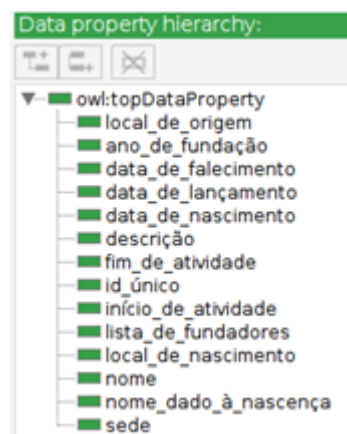 Data property hierarchy:
owl:topDataProperty
local_de_origem
ano_de_fundação
data_de_falecimento
data_de_lançamento
data_de_nascimento
descrição
fim_de_atividade
id_único
início_de_atividade
lista_de_fundadores
local_de_nascimento
nome
nome_dado_à_nascença
sede